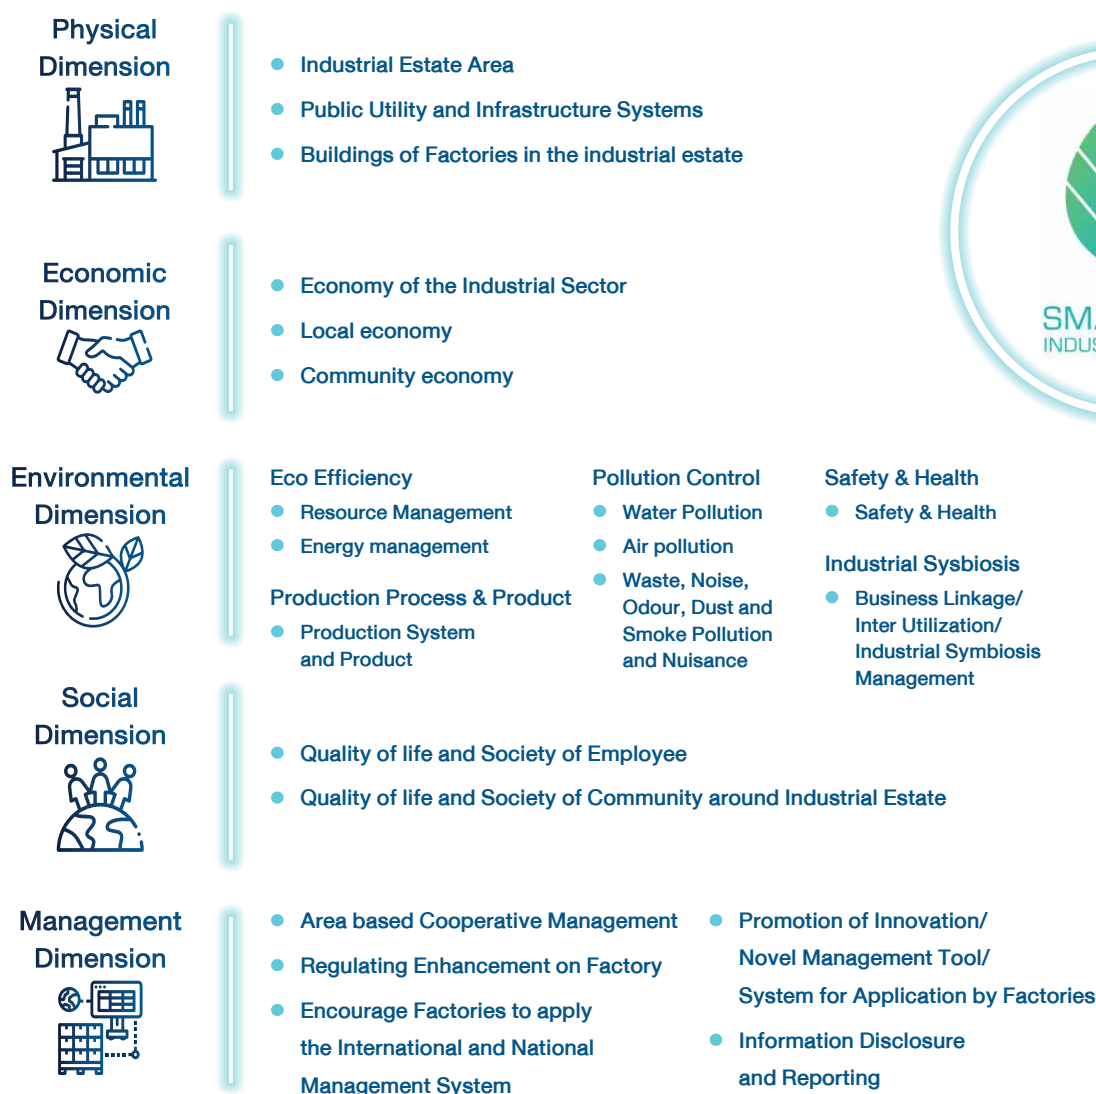 Physical
Dimension
Industrial Estate Area
Public Utility and Infrastructure Systems
Buildings of Factories in the industrial estate
Economic
Dimension
Economy of the Industrial Sector
Local economy
Community economy
SMA
INDUS
Environmental
Dimension
Eco Efficiency
Resource Management
Energy management
Production Process & Product
Production System
and Product
Pollution Control
Water Pollution
Air pollution
Waste, Noise,
Odour, Dust and
Smoke Pollution
and Nuisance
Safety & Health
Safety & Health
Industrial Sysbiosis
Business Linkage/
Inter Utilization/
Industrial Symbiosis
Management
Social
Dimension
Quality of life and Society of Employee
Quality of life and Society of Community around Industrial Estate
Management
Dimension
Area based Cooperative Management
Regulating Enhancement on Factory
Encourage Factories to apply
the International and National
Management System
Promotion of Innovation/
Novel Management Tool/
System for Application by Factories
Information Disclosure
and Reporting